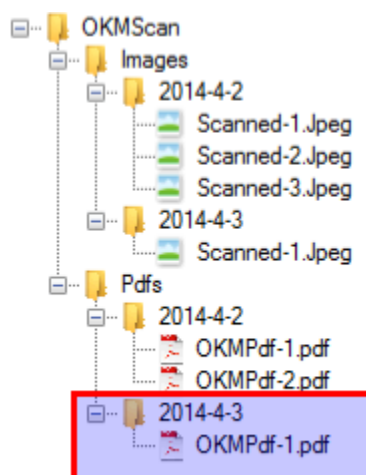 OKMScan
Images
2014-4-2
Scanned-1.Jpeg
Scanned-2.Jpeg
Scanned-3.Jpeg
2014-4-3
Scanned-1.Jpeg
Pdfs
2014-4-2
OKMPdf-1.pdf
OKMPdf-2.pdf
2014-4-3
OKMPdf-1.pdf